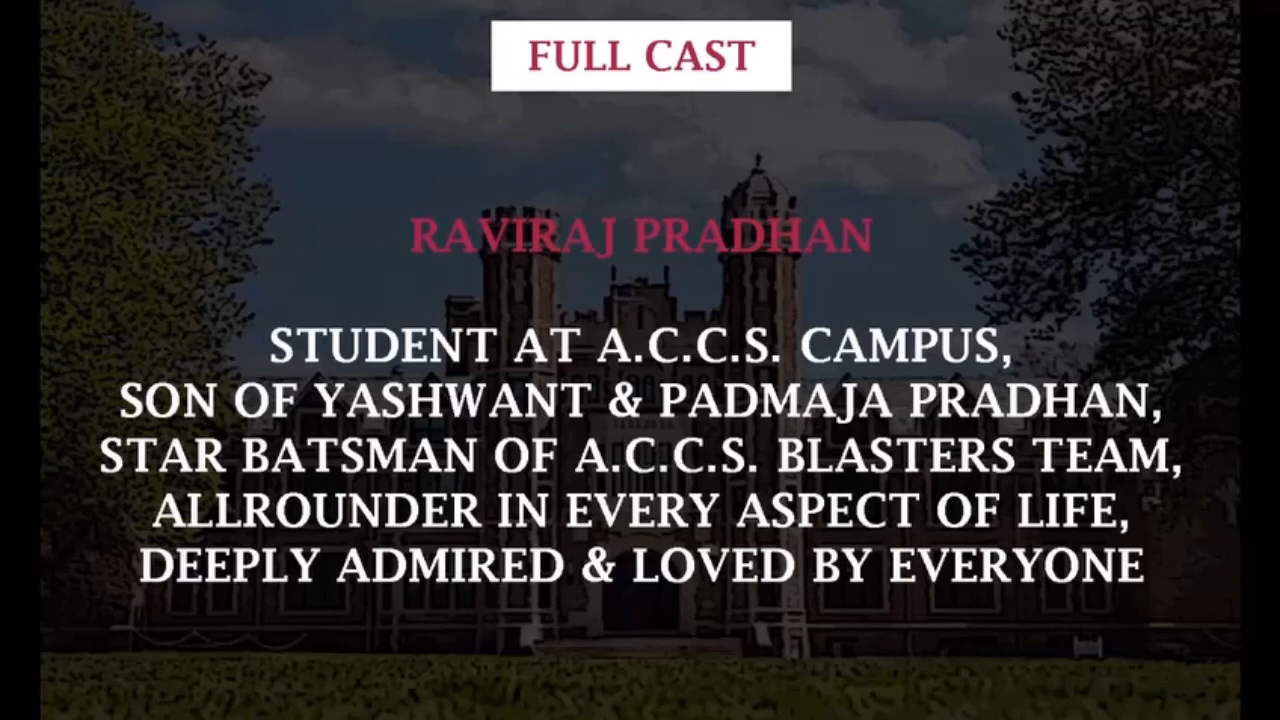 FULL CAST
RAVIRAJ PRADHAN
STUDENT AT A.C.C.S. CAMPUS,
SON OF YASHWANT & PADMAJA PRADHAN,
STAR BATSMAN OF A.C.C.S. BLASTERS TEAM,
ALLROUNDER IN EVERY ASPECT OF LIFE,
DEEPLY ADMIRED & LOVED BY EVERYONE